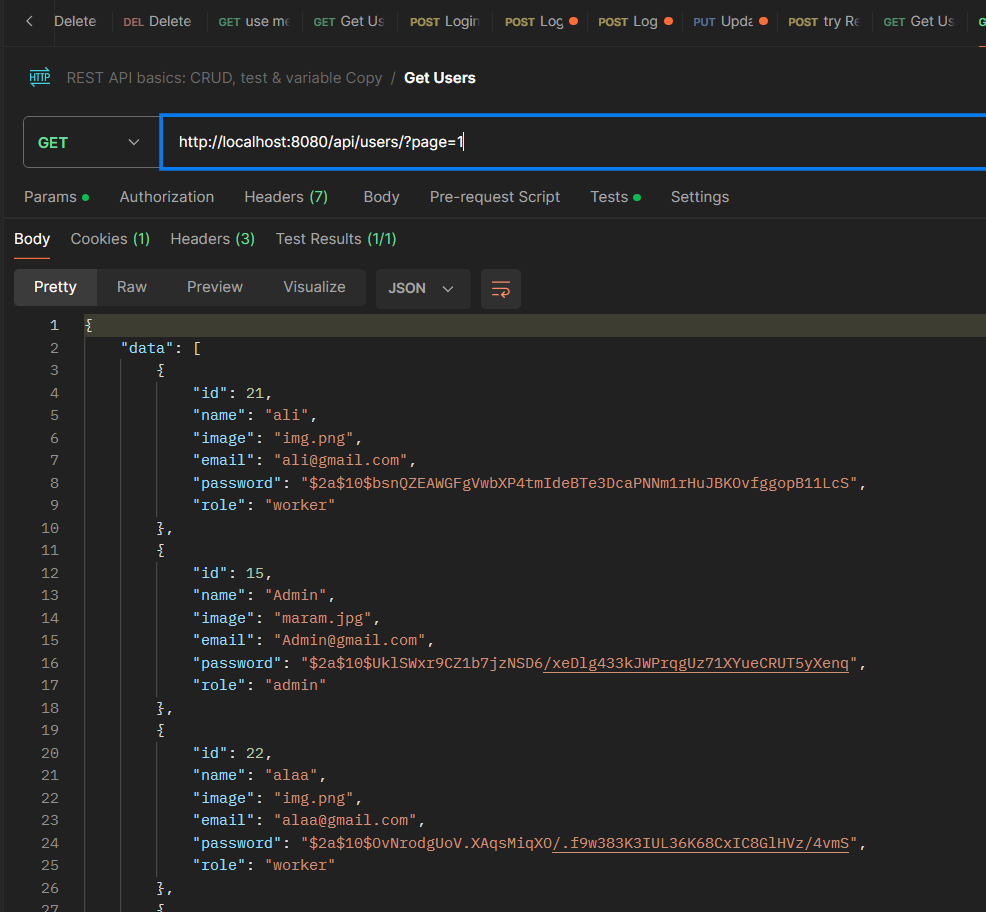 Delete DEL Delete GET use me GET Get Us POST Login POST Log POST Log PUT Upda POST try Re GET Get Us G
HTTP REST API basics: CRUD, test & variable Copy / Get Users
GET http://localhost:8080/api/users/?page=1
Params Authorization Headers (7) Body Pre-request Script Tests Settings
Body Cookies (1) Headers (3) Test Results (1/1)
Pretty Raw Preview Visualize JSON
1 {
2 "data": [
3 {
4 "id": 21,
5 "name": "ali",
6 "image": "img.png",
7 "email": "ali@gmail.com",
8 "password": "$2a$10$bsnQZEAWGFgVwbXP4tmIdeBTe3DcaPNNm1rHuJBKOvfggopB11LcS",
9 "role": "worker"
10 },
11 {
12 "id": 15,
13 "name": "Admin",
14 "image": "maram.jpg",
15 "email": "Admin@gmail.com",
16 "password": "$2a$10$UklSWxr9CZ1b7jzNSD6/xeDlg433kJWPrqgUz71XYueCRUT5yXenq",
17 "role": "admin"
18 },
19 {
20 "id": 22,
21 "name": "alaa",
22 "image": "img.png",
23 "email": "alaa@gmail.com",
24 "password": "$2a$10$OvNrodgUoV.XAqsMiqXO/.f9w383K3IUL36K68CxIC8GlHVz/4vmS",
25 "role": "worker"
26 },
27 {